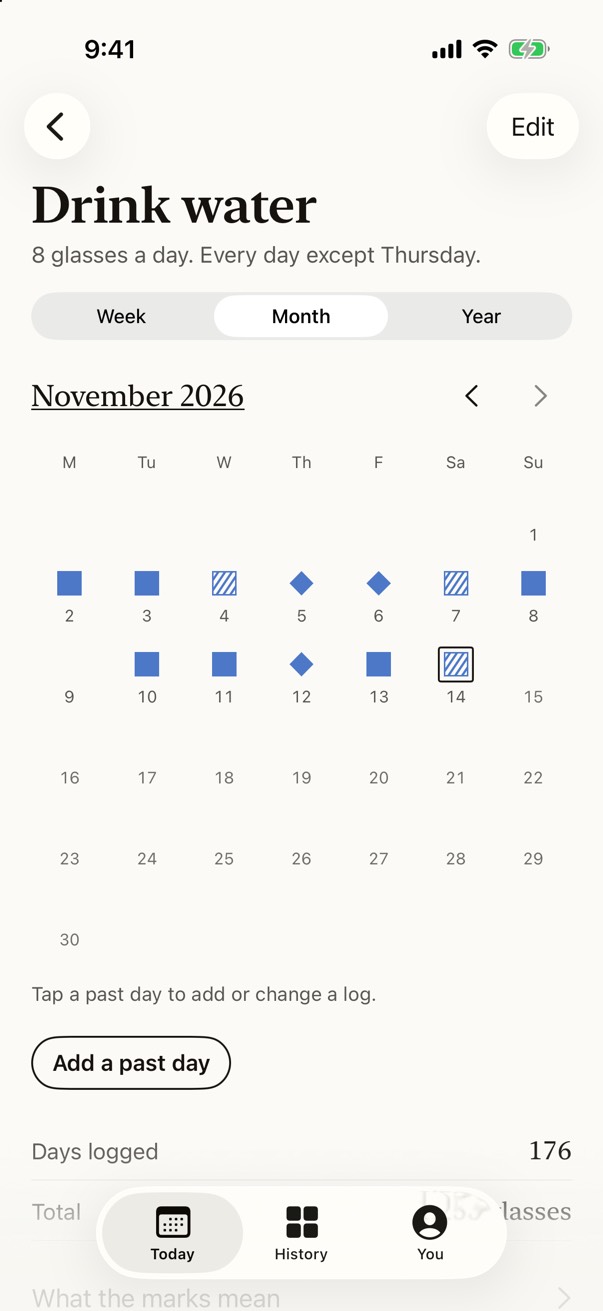 9:41
Edit
Drink water
8 glasses a day. Every day except Thursday.
Week Month Year
November 2026
M Tu W Th F Sa Su
1
2 3 4 5 6 7 8
9 10 11 12 13 14 15
16 17 18 19 20 21 22
23 24 25 26 27 28 29
30
Tap a past day to add or change a log.
Add a past day
Days logged 176
Total
Today History You
What the marks mean